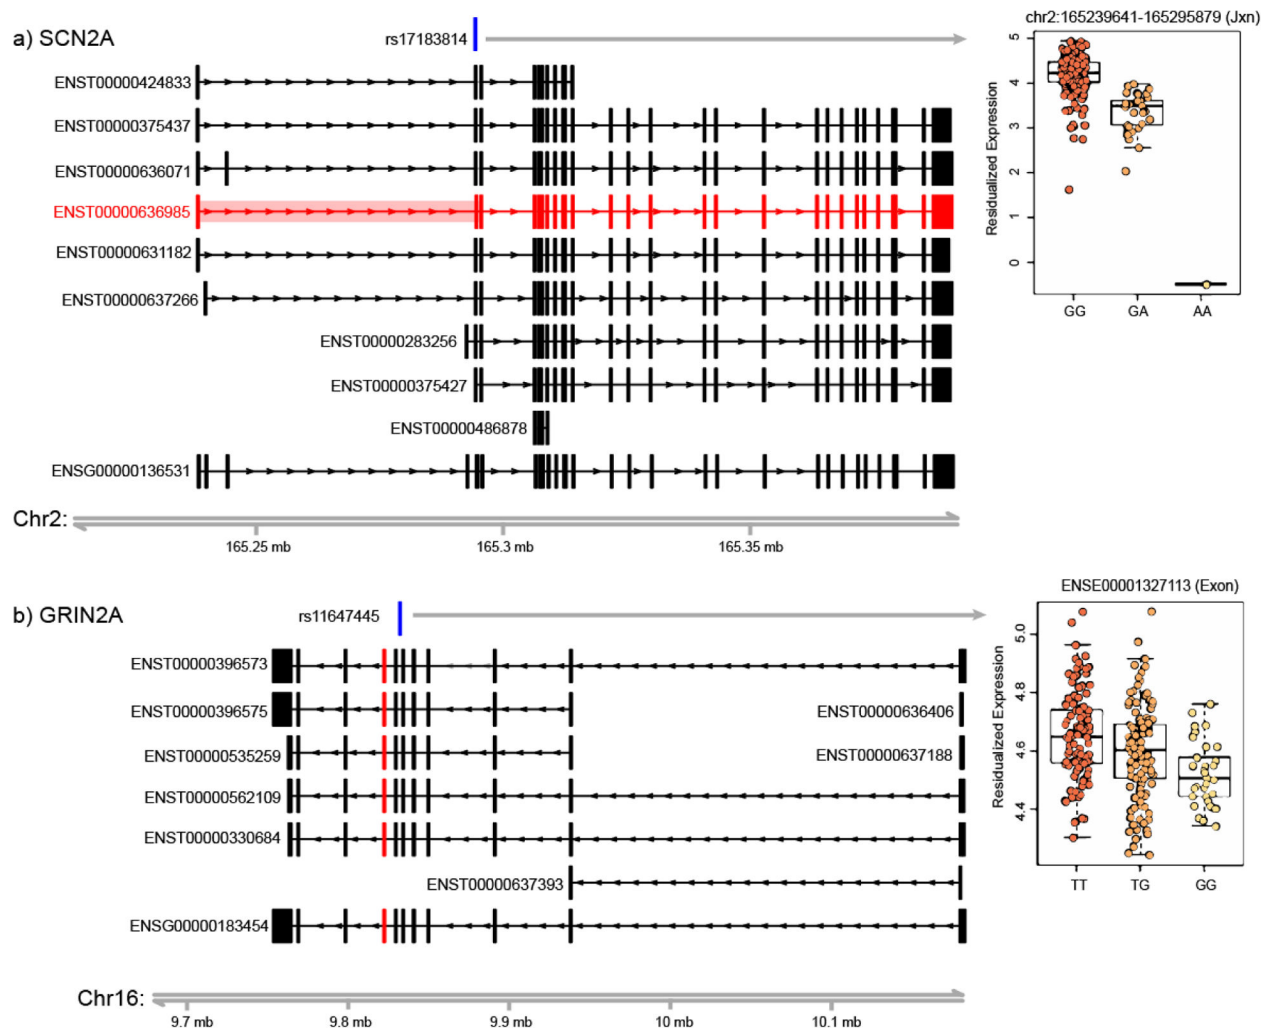 a) SCN2A
rs17183814
ENST00000424833
ENST00000375437
ENST00000636071
ENST00000636985
ENST00000631182
ENST00000637266
ENST00000283256
ENST00000375427
ENST00000486878
ENSG00000136531
Chr2:
165.25 mb 165.3 mb 165.35 mb
chr2:165239641-165295879 (Jxn)
Residualized Expression
5
4
3
2
1
0
GG GA AA
b) GRIN2A
rs11647445
ENST00000396573
ENST00000396575 ENST00000636406
ENST00000535259 ENST00000637188
ENST00000562109
ENST00000330684
ENST00000637393
ENSG00000183454
Chr16:
9.7 mb 9.8 mb 9.9 mb 10 mb 10.1 mb
ENSE00001327113 (Exon)
Residualized Expression
5.0
4.8
4.6
4.4
TT TG GG